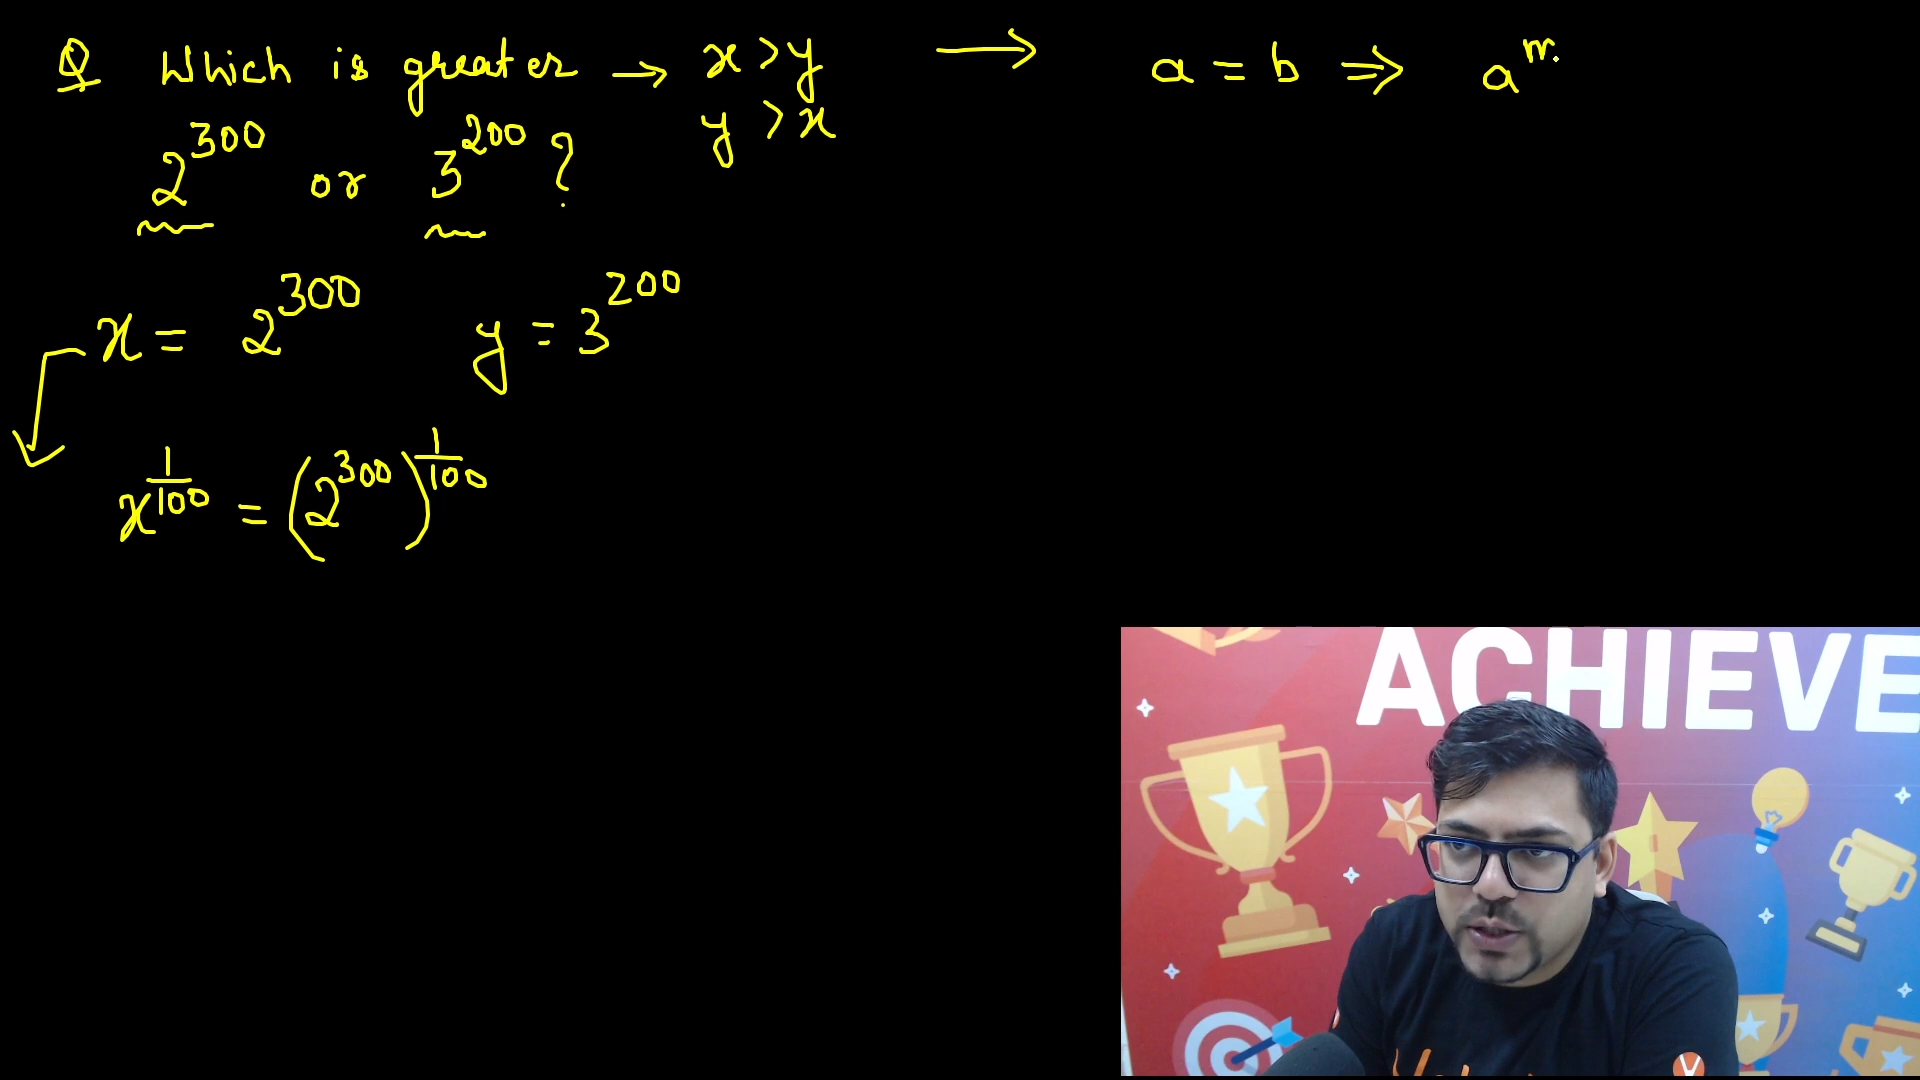 Q Which is greater → x > y → a = b ⇒ a^m
y > x
2^300 or 3^200 ?
x = 2^300 y = 3^200
x^(1/100) = (2^300)^(1/100)
ACHIEVE